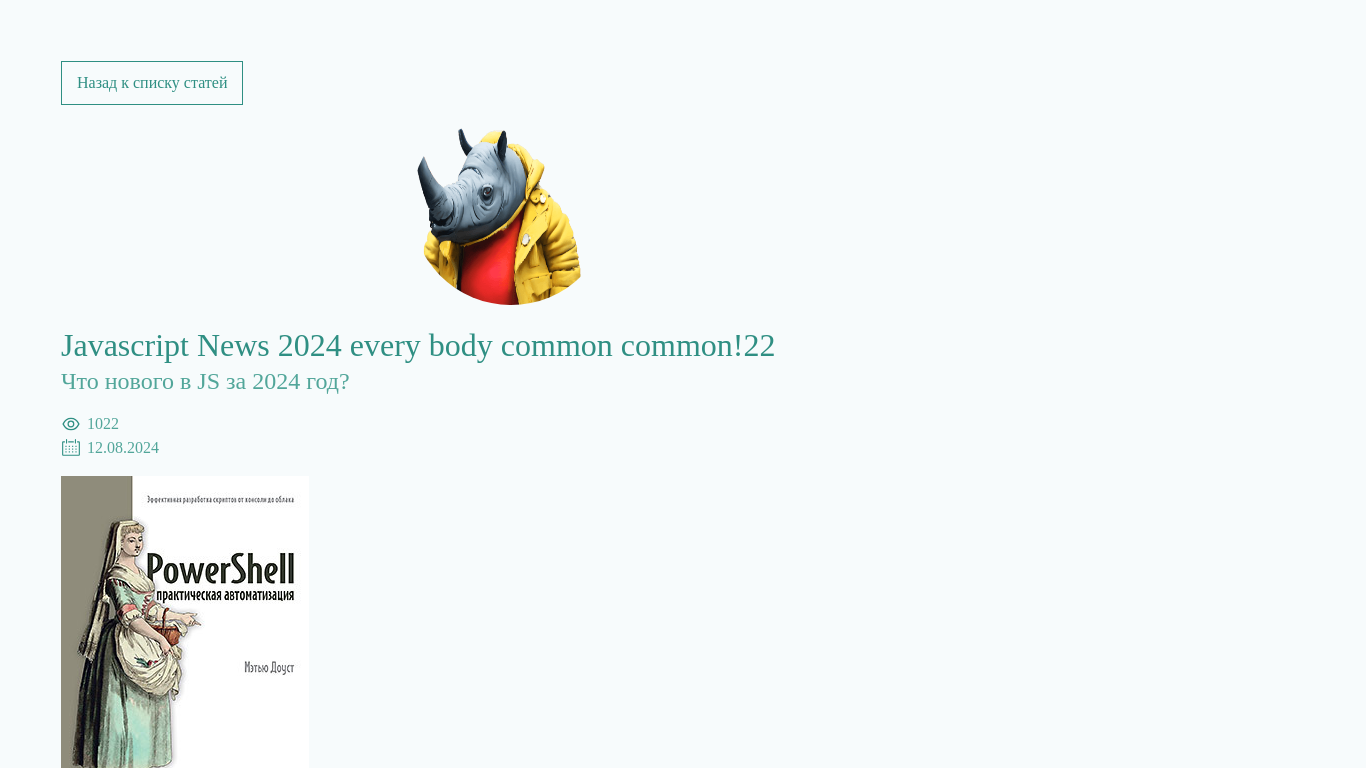 Назад к списку статей
Javascript News 2024 every body common common!22
Что нового в JS за 2024 год?
1022
12.08.2024
Эффективная разработка скриптов от консоли до облака
PowerShell
практическая автоматизация
Мэтью Доуст